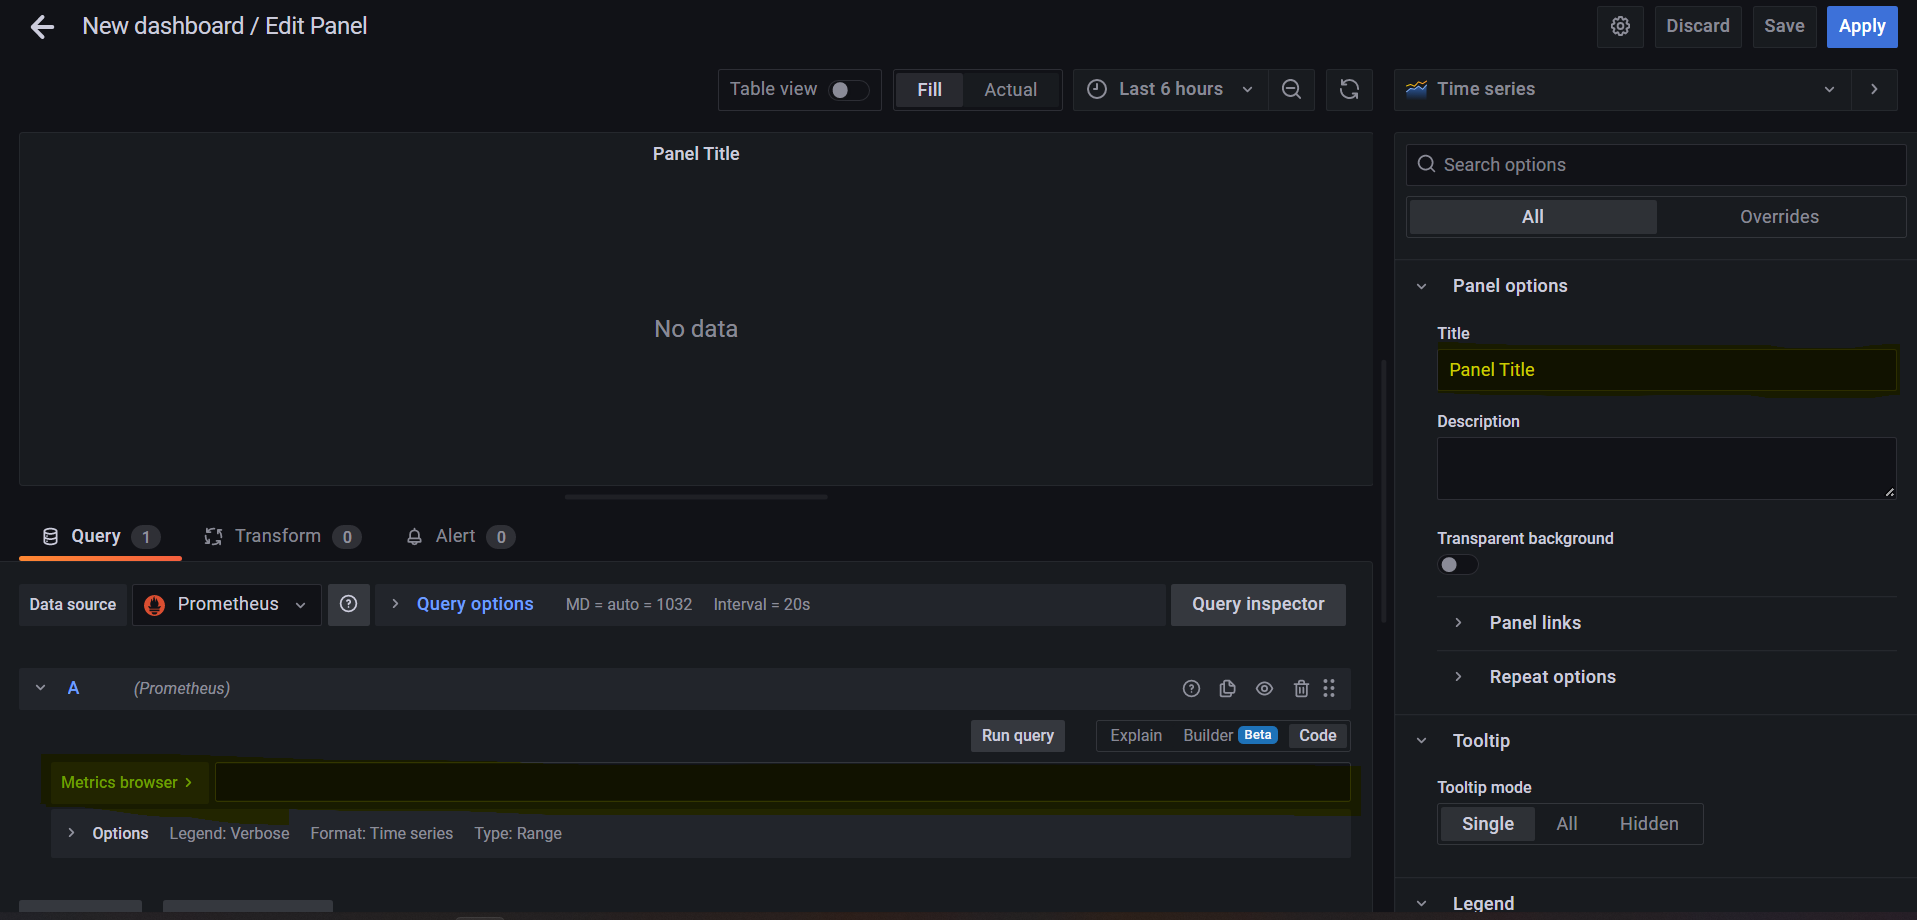 New dashboard / Edit Panel
Discard
Save
Apply
Table view
Fill
Actual
Last 6 hours
Time series
Panel Title
No data
Search options
All
Overrides
Panel options
Title
Panel Title
Description
Transparent background
Panel links
Repeat options
Tooltip
Tooltip mode
Single
All
Hidden
Legend
Query 1
Transform 0
Alert 0
Data source
Prometheus
Query options
MD = auto = 1032
Interval = 20s
Query inspector
A
(Prometheus)
Run query
Explain
Builder Beta
Code
Metrics browser >
Options
Legend: Verbose
Format: Time series
Type: Range